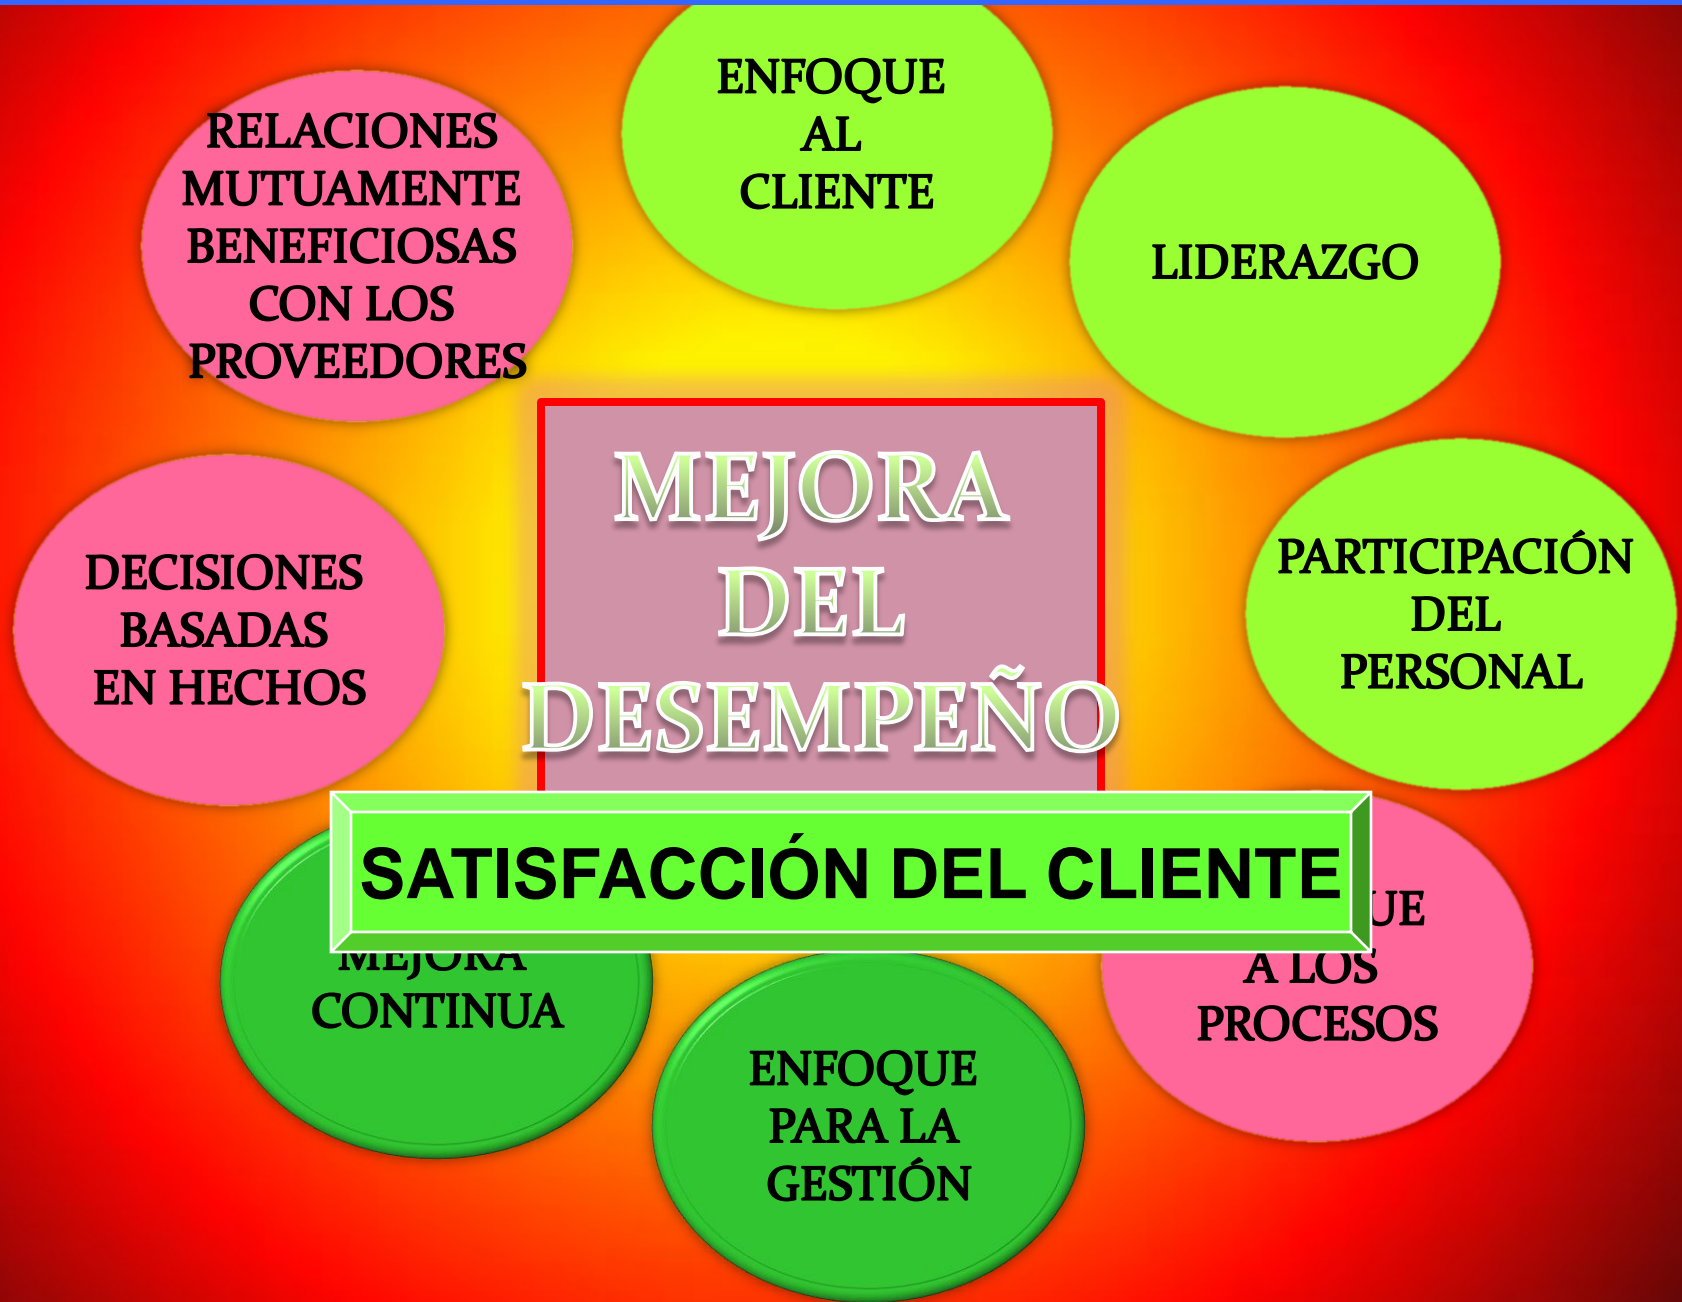 ENFOQUE
AL
CLIENTE
RELACIONES
MUTUAMENTE
BENEFICIOSAS
CON LOS
PROVEEDORES
LIDERAZGO
MEJORA
DEL
DESEMPEÑO
PARTICIPACIÓN
DEL
PERSONAL
DECISIONES
BASADAS
EN HECHOS
SATISFACCIÓN DEL CLIENTE
A LOS
PROCESOS
MEJORA
CONTINUA
ENFOQUE
PARA LA
GESTIÓN